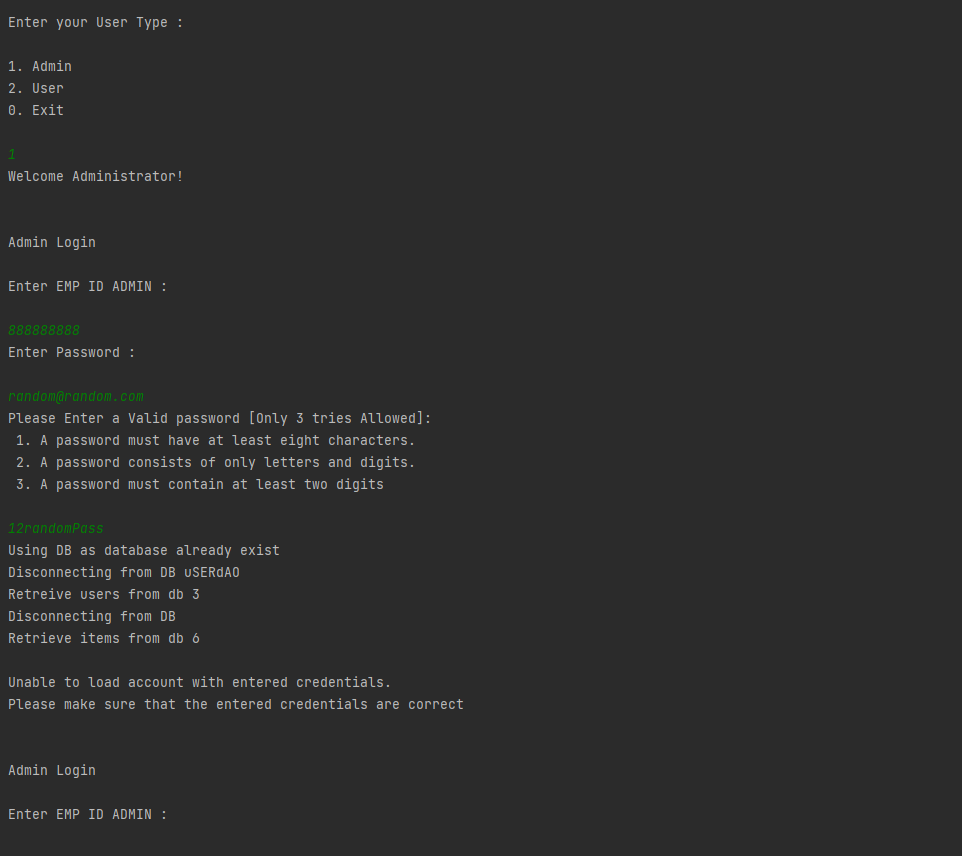 Enter your User Type :
1. Admin
2. User
0. Exit
1
Welcome Administrator!
Admin Login
Enter EMP ID ADMIN :
888888888
Enter Password :
random@random.com
Please Enter a Valid password [Only 3 tries Allowed]:
1. A password must have at least eight characters.
2. A password consists of only letters and digits.
3. A password must contain at least two digits
12randomPass
Using DB as database already exist
Disconnecting from DB uSERdAO
Retreive users from db 3
Disconnecting from DB
Retrieve items from db 6
Unable to load account with entered credentials.
Please make sure that the entered credentials are correct
Admin Login
Enter EMP ID ADMIN :